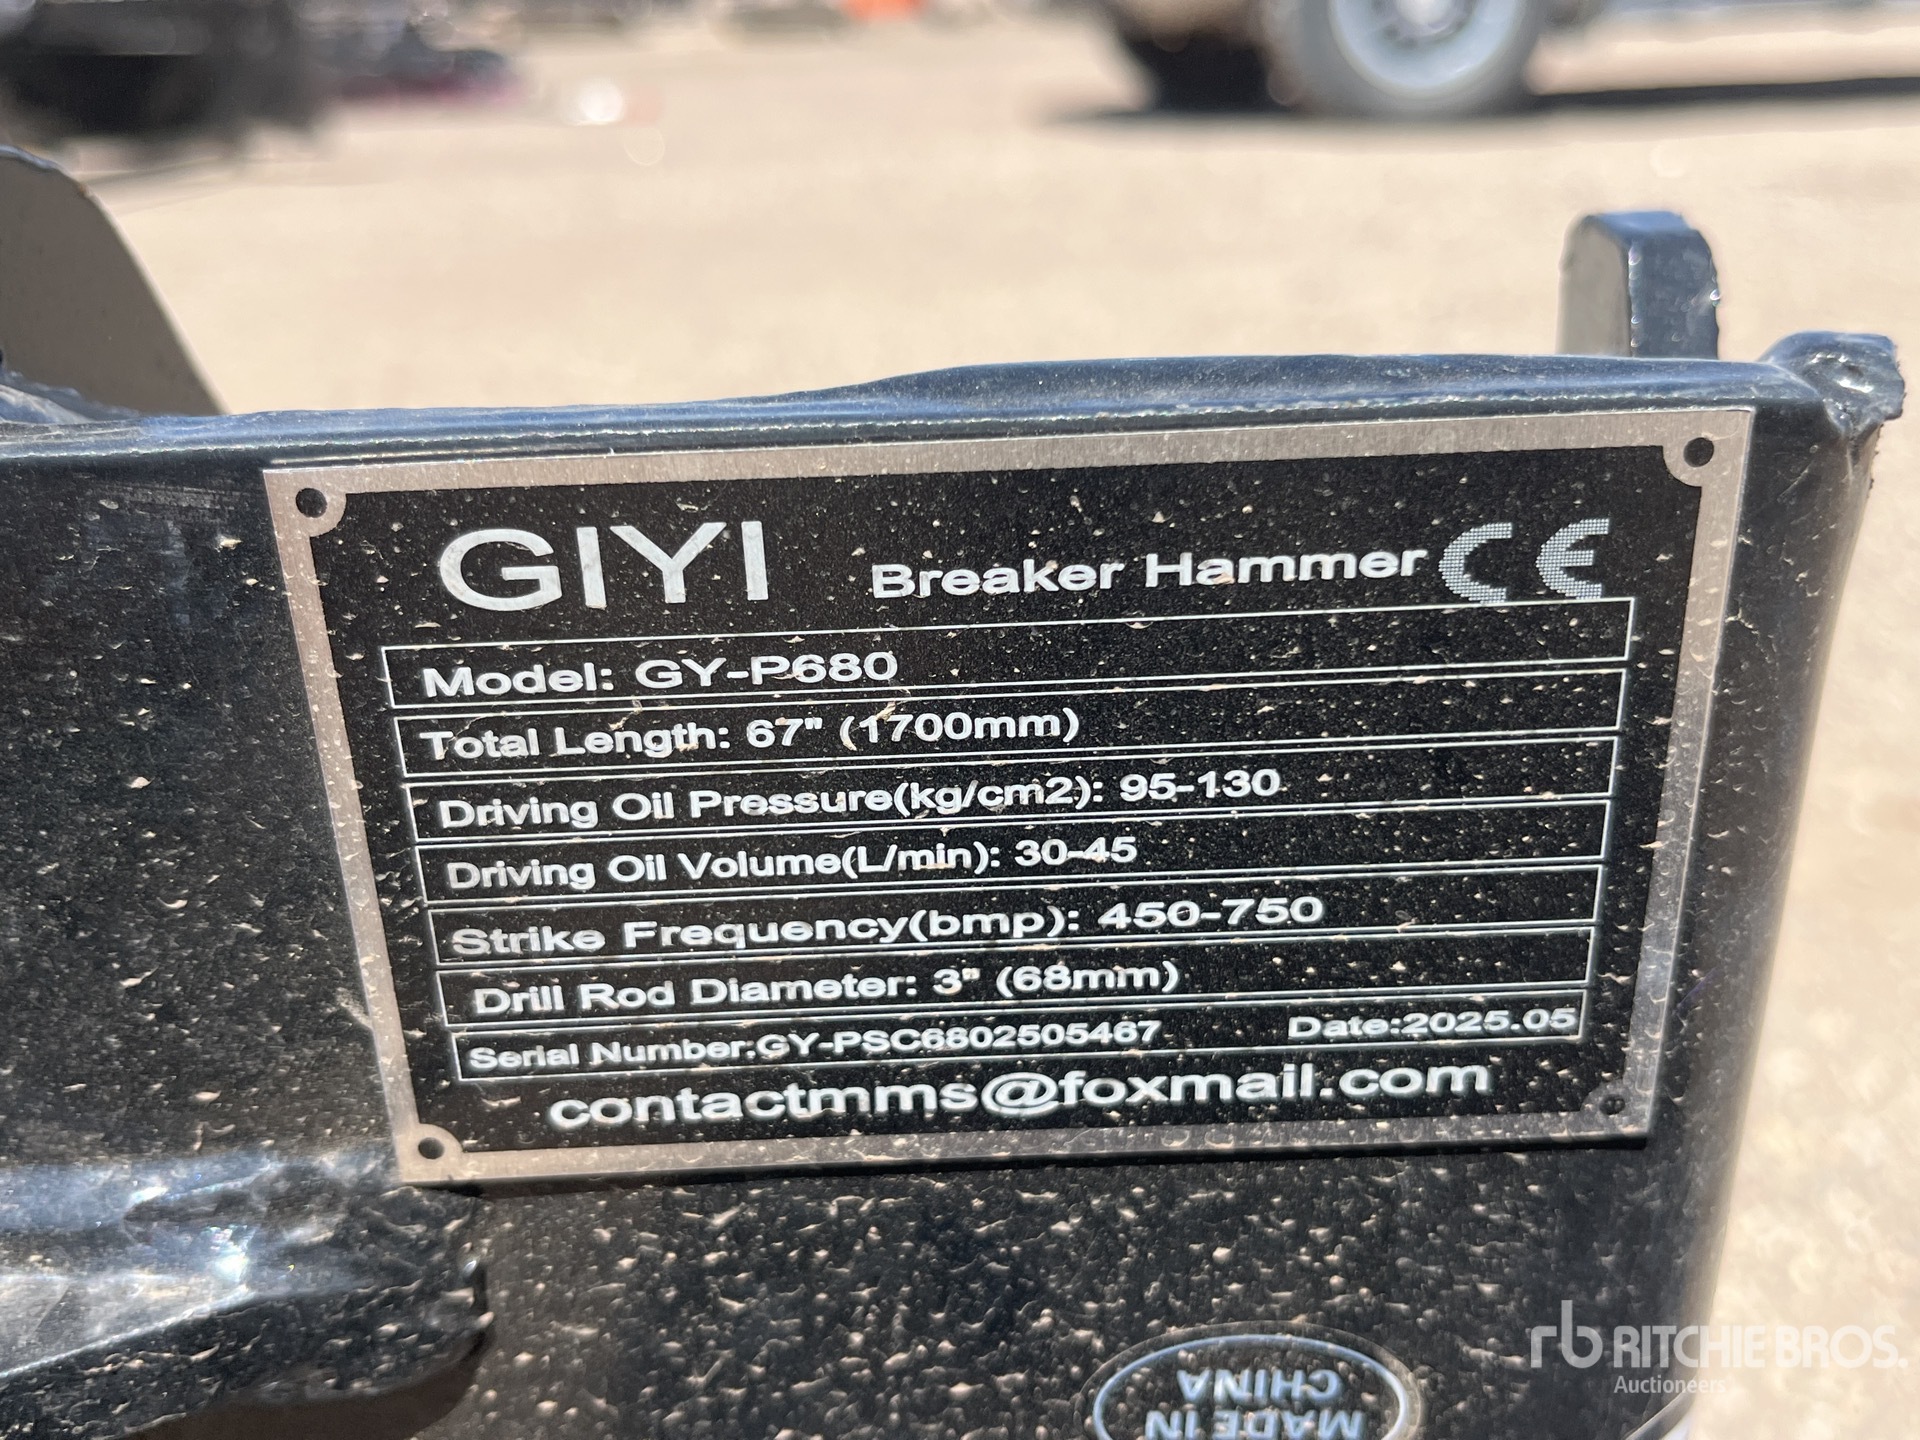 GIYI Breaker Hammer CE
Model: GY-P680
Total Length: 67" (1700mm)
Driving Oil Pressure(kg/cm2): 95-130
Driving Oil Volume(L/min): 30-45
Strike Frequency(bmp): 450-750
Drill Rod Diameter: 3" (68mm)
Serial Number:GY-PSC6802505467 Date:2025.05
contactmms@foxmail.com
MADE IN
CHINA
rb RITCHIE BROS.
Auctioneers